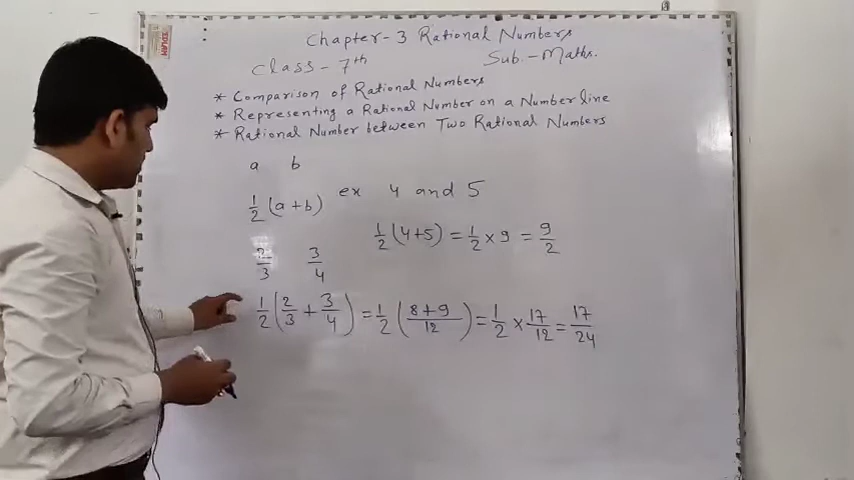 Chapter-3 Rational Numbers
Class-7th Sub.-Maths.
* Comparison of Rational Numbers
* Representing a Rational Number on a Number line
* Rational Number between Two Rational Numbers
a b
1/2 (a+b) ex 4 and 5
1/2 (4+5) = 1/2 × 9 = 9/2
2/3 3/4
1/2 (2/3 + 3/4) = 1/2 (8+9/12) = 1/2 × 17/12 = 17/24